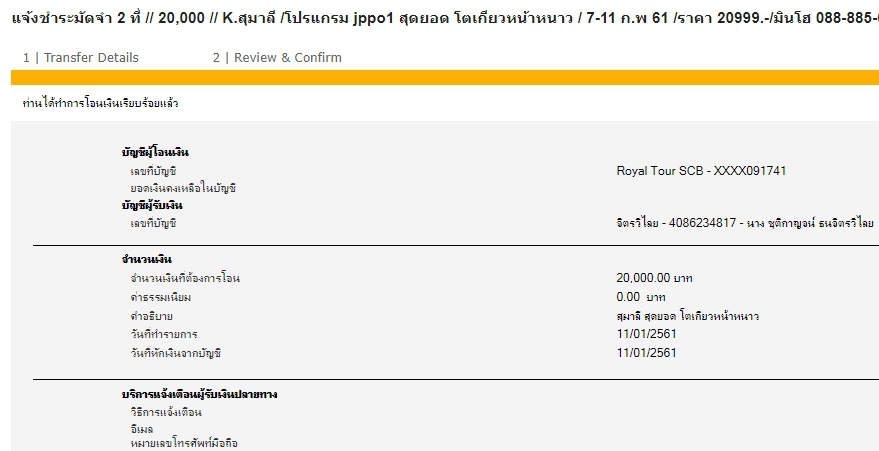 แจ้งชำระมัดจำ 2 ที่ // 20,000 // K.สุมาลี /โปรแกรม jppo1 สุดยอด โตเกียวหน้าหนาว / 7-11 ก.พ 61 /ราคา 20999.-/มินโฮ 088-885-
1 | Transfer Details 2 | Review & Confirm
ท่านได้ทำการโอนเงินเรียบร้อยแล้ว
บัญชีผู้โอนเงิน
เลขที่บัญชี Royal Tour SCB - XXXX091741
ยอดเงินคงเหลือในบัญชี
บัญชีผู้รับเงิน
เลขที่บัญชี จิตรวิไลย - 4086234817 - นาง ชุติกาญจน์ ธนจิตรวิไลย
จำนวนเงิน
จำนวนเงินที่ต้องการโอน 20,000.00 บาท
ค่าธรรมเนียม 0.00 บาท
คำอธิบาย สุมาลี สุดยอด โตเกียวหน้าหนาว
วันที่ทำรายการ 11/01/2561
วันที่หักเงินจากบัญชี 11/01/2561
บริการแจ้งเตือนผู้รับเงินปลายทาง
วิธีการแจ้งเตือน
อีเมล
หมายเลขโทรศัพท์มือถือ